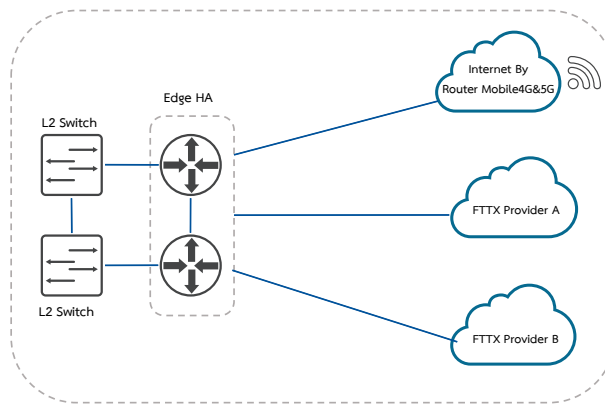 Internet By
Router Mobile4G&5G
Edge HA
L2 Switch
FTTX Provider A
L2 Switch
FTTX Provider B